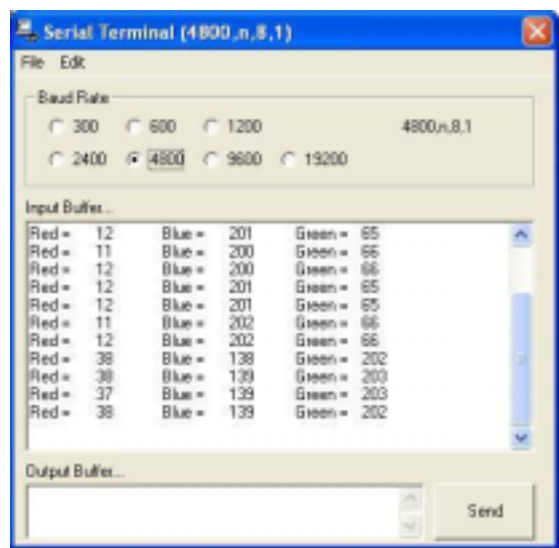 Serial Terminal (4800,n,8,1)
File Edit
Baud Rate
300 600 1200 4800,n,8,1
2400 4800 9600 19200
Input Buffer...
Red = 12 Blue = 201 Green = 65
Red = 11 Blue = 200 Green = 66
Red = 12 Blue = 200 Green = 66
Red = 12 Blue = 201 Green = 65
Red = 12 Blue = 201 Green = 65
Red = 11 Blue = 202 Green = 66
Red = 12 Blue = 202 Green = 66
Red = 38 Blue = 138 Green = 202
Red = 38 Blue = 139 Green = 203
Red = 37 Blue = 139 Green = 203
Red = 38 Blue = 139 Green = 202
Output Buffer...
Send